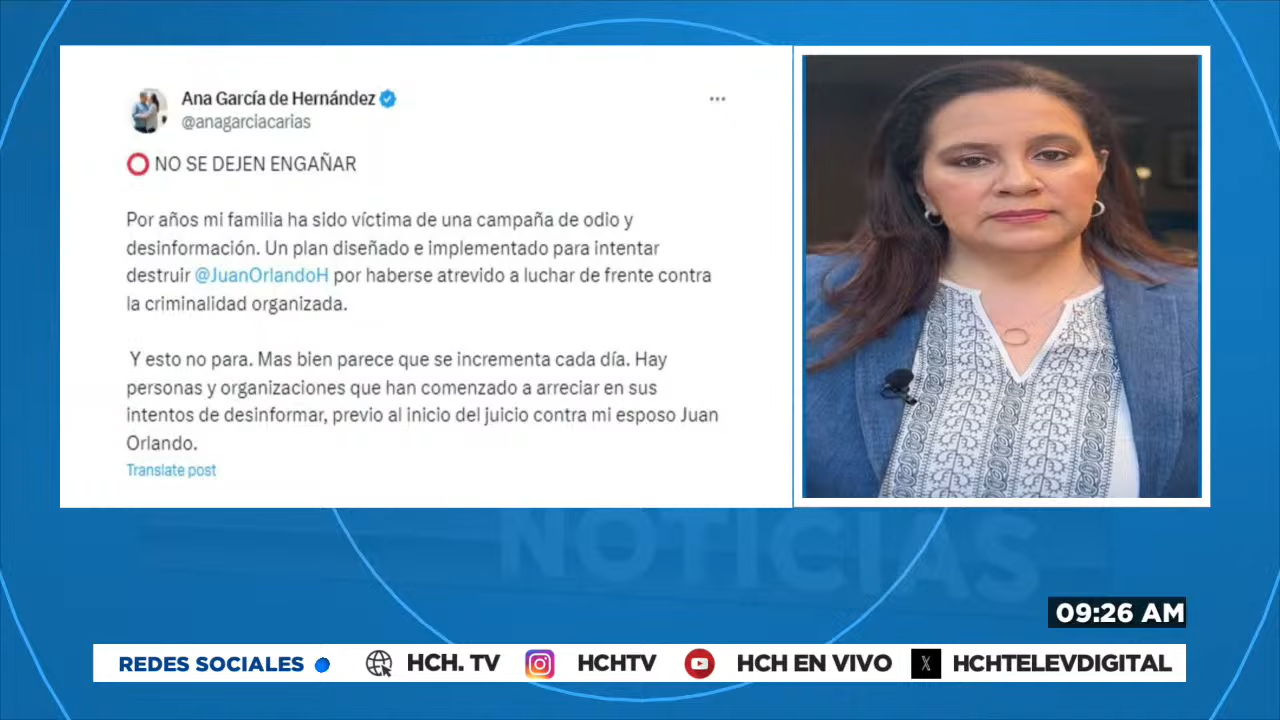 Ana García de Hernández
@anagarciacarias
NO SE DEJEN ENGAÑAR
Por años mi familia ha sido víctima de una campaña de odio y
desinformación. Un plan diseñado e implementado para intentar
destruir @JuanOrlandoH por haberse atrevido a luchar de frente contra
la criminalidad organizada.
Y esto no para. Mas bien parece que se incrementa cada día. Hay
personas y organizaciones que han comenzado a arreciar en sus
intentos de desinformar, previo al inicio del juicio contra mi esposo Juan
Orlando.
Translate post
NOTICIAS
09:26 AM
REDES SOCIALES HCH. TV HCHTV HCH EN VIVO X HCHTELEVDIGITAL